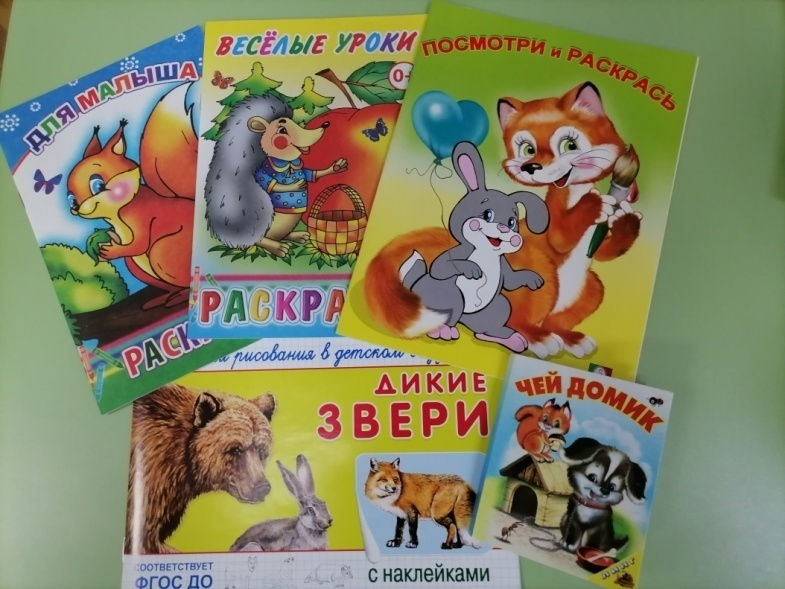 ДЛЯ МАЛЫША
РАСК
ВЕСЁЛЫЕ УРОКИ
0-
РАСКРА
ПОСМОТРИ и РАСКРАСЬ
рисования в детском
ДИКИЕ
ЗВЕРИ
СООТВЕТСТВУЕТ
ФГОС ДО
с наклейками
ЧЕЙ ДОМИК